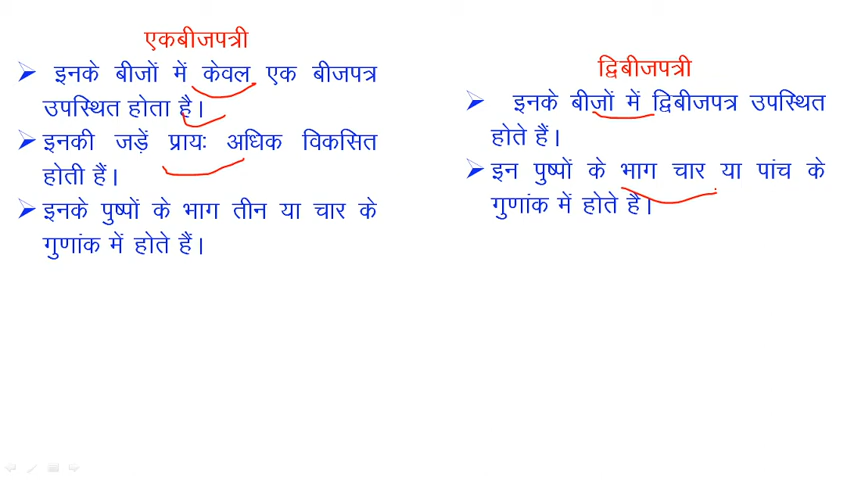 एकबीजपत्री
➢ इनके बीजों में केवल एक बीजपत्र
उपस्थित होता है।
➢ इनकी जड़ें प्रायः अधिक विकसित
होती हैं।
➢ इनके पुष्पों के भाग तीन या चार के
गुणांक में होते हैं।
द्विबीजपत्री
➢ इनके बीजों में द्विबीजपत्र उपस्थित
होते हैं।
➢ इन पुष्पों के भाग चार या पांच के
गुणांक में होते हैं।